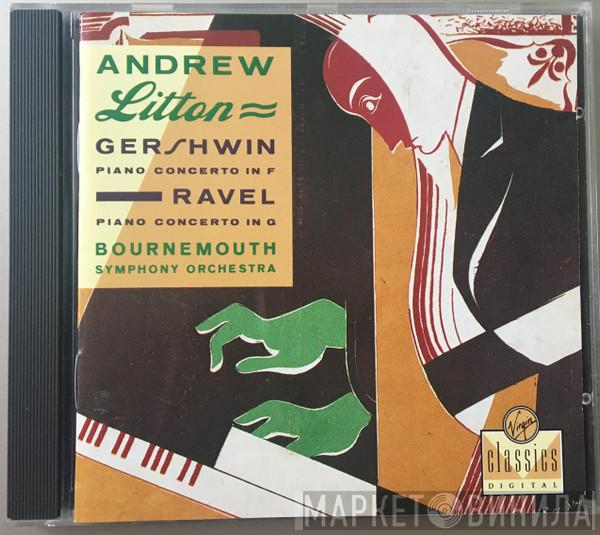 ANDREW
Litton
GERSHWIN
PIANO CONCERTO IN F
RAVEL
PIANO CONCERTO IN G
BOURNEMOUTH
SYMPHONY ORCHESTRA
Virgin
classics
DIGITAL
МАРКЕТ ВИНИЛА